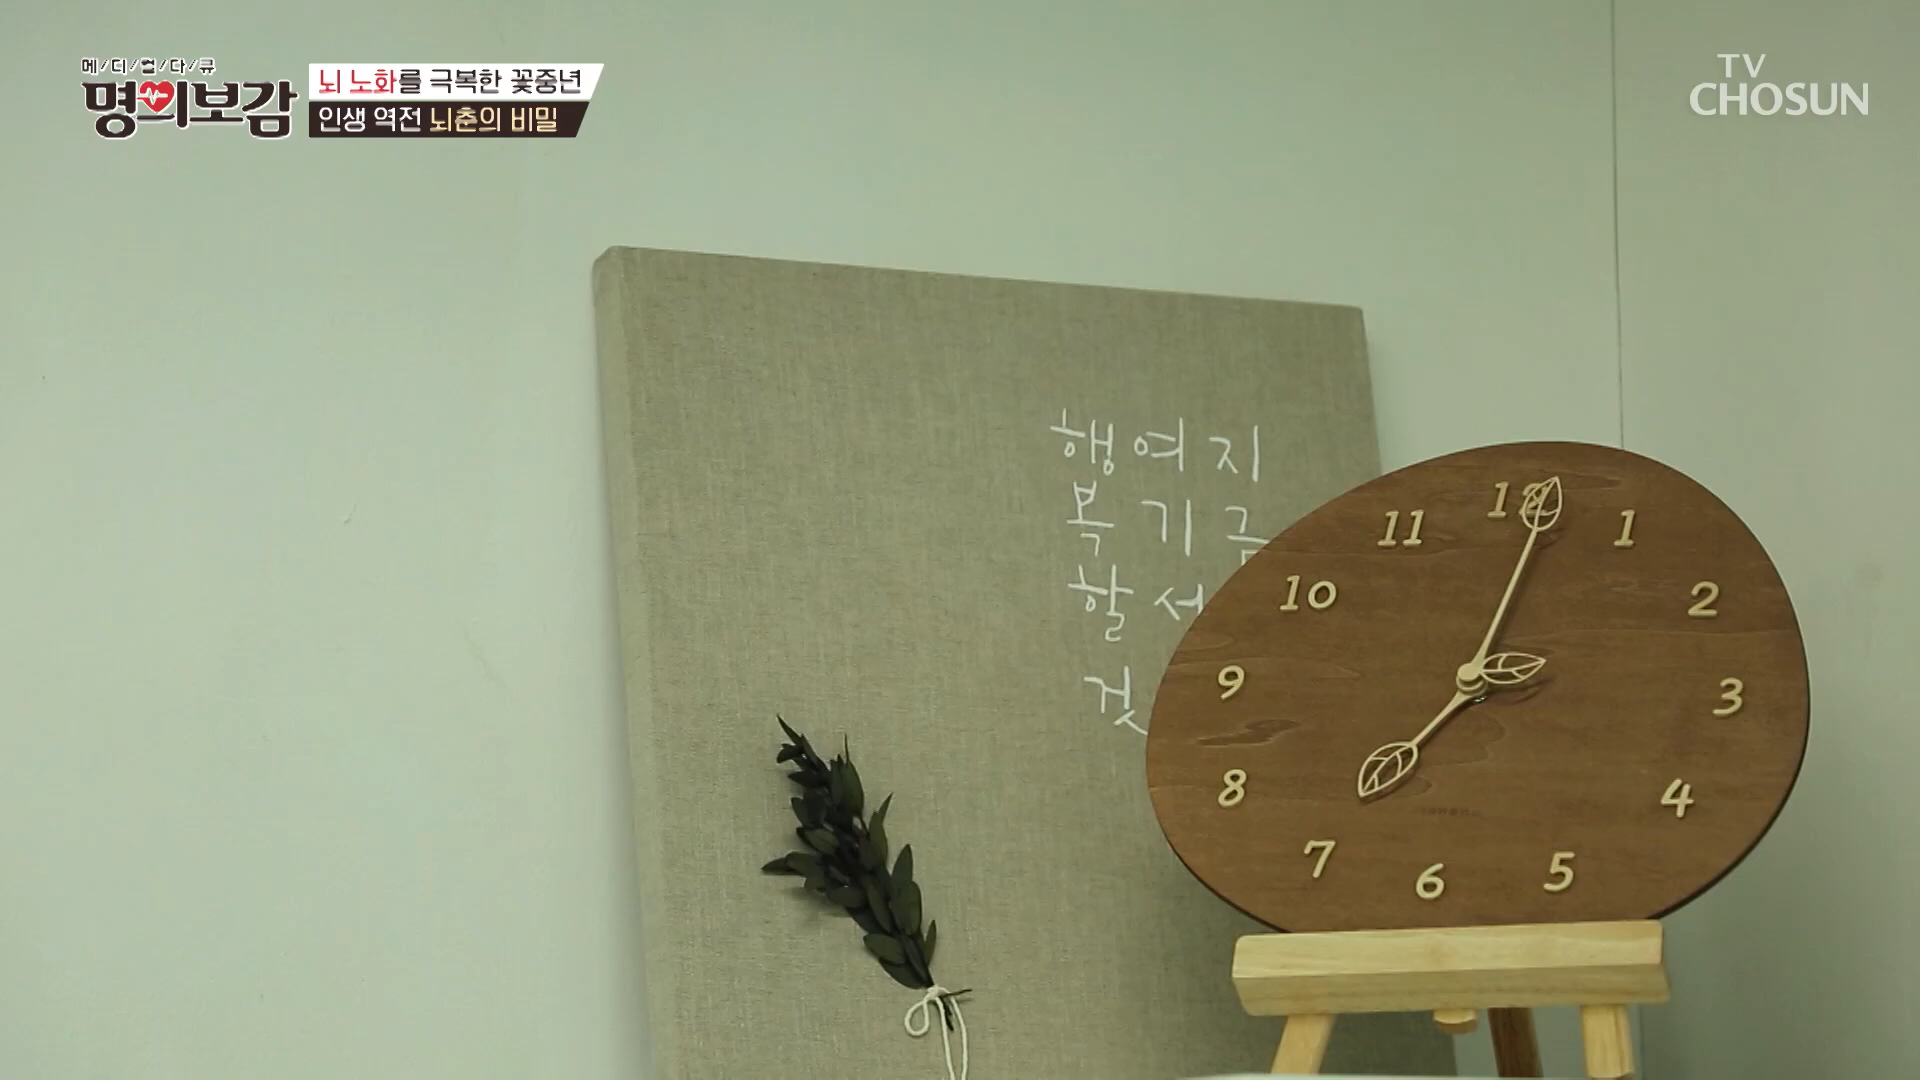 메/디/컬/다/큐
명의보감
뇌 노화를 극복한 꽃중년
인생 역전 뇌춘의 비밀
TV
CHOSUN
행 여 지
복 기 금
할 서
것
12
1
2
3
4
5
6
7
8
9
10
11